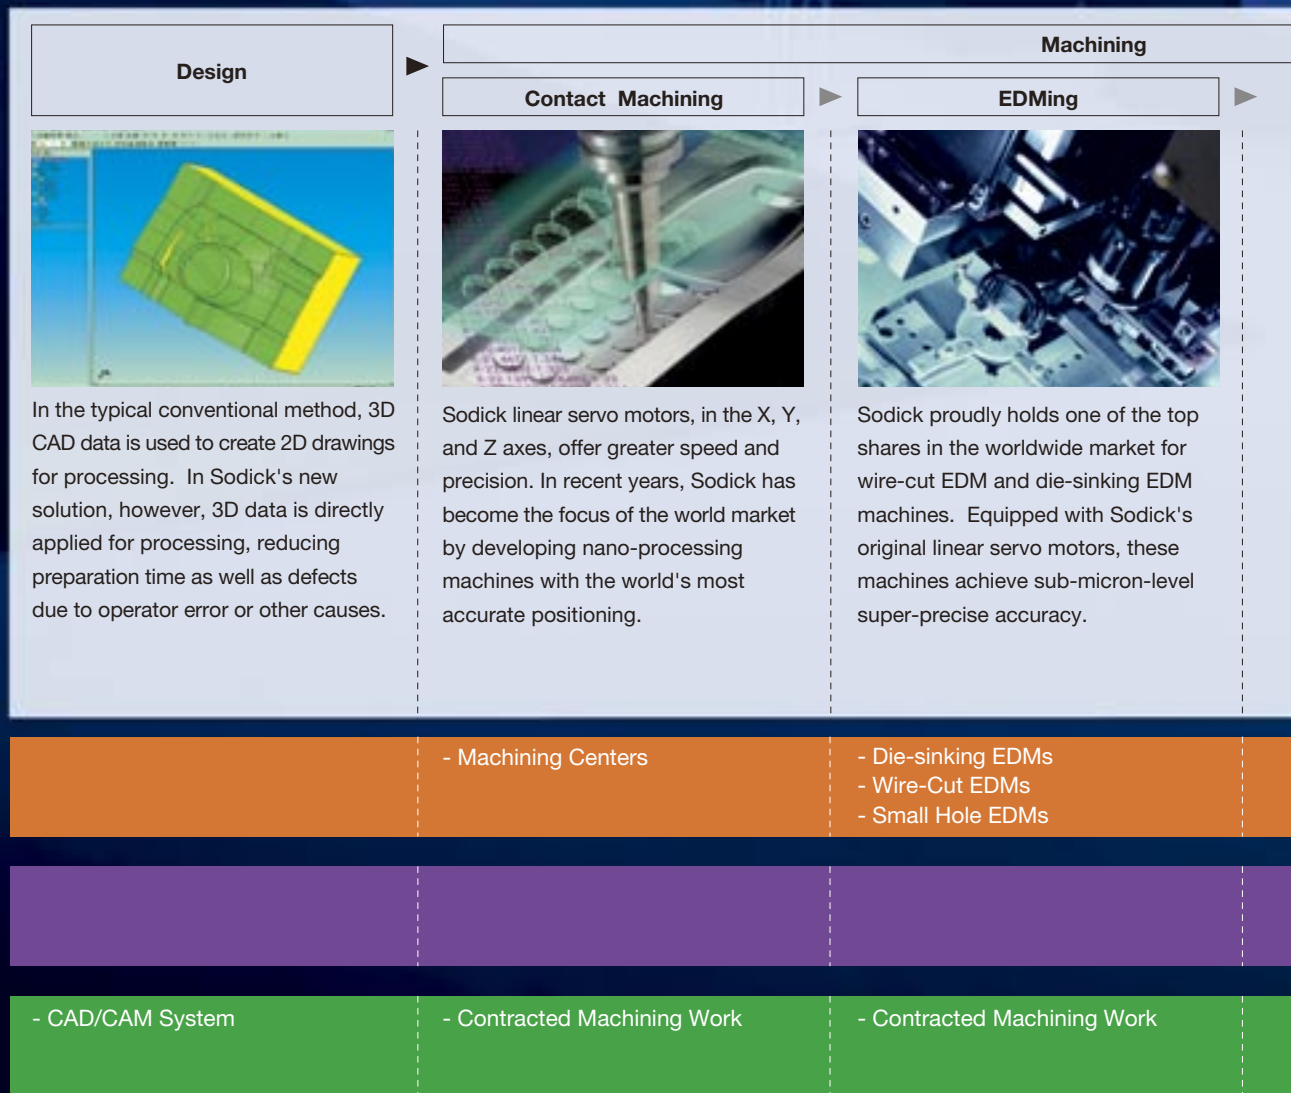 Design
Machining
Contact Machining
EDMing
In the typical conventional method, 3D
CAD data is used to create 2D drawings
for processing. In Sodick's new
solution, however, 3D data is directly
applied for processing, reducing
preparation time as well as defects
due to operator error or other causes.
Sodick linear servo motors, in the X, Y,
and Z axes, offer greater speed and
precision. In recent years, Sodick has
become the focus of the world market
by developing nano-processing
machines with the world's most
accurate positioning.
Sodick proudly holds one of the top
shares in the worldwide market for
wire-cut EDM and die-sinking EDM
machines. Equipped with Sodick's
original linear servo motors, these
machines achieve sub-micron-level
super-precise accuracy.
- Machining Centers
- Die-sinking EDMs
- Wire-Cut EDMs
- Small Hole EDMs
- CAD/CAM System
- Contracted Machining Work
- Contracted Machining Work